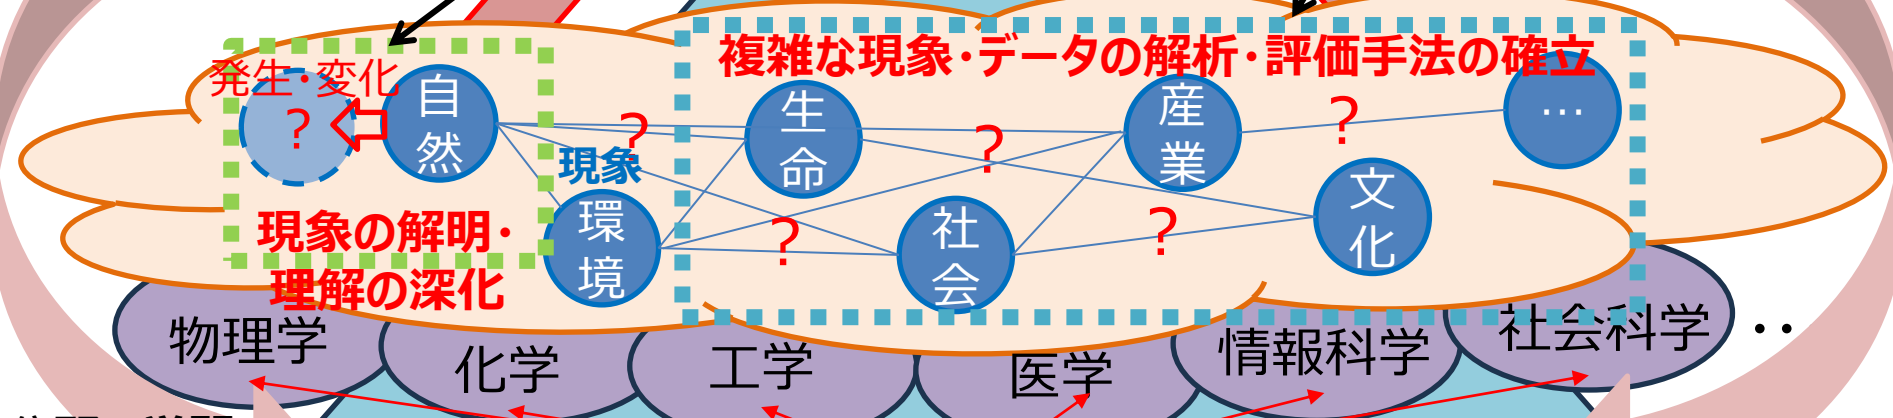 複雑な現象・データの解析・評価手法の確立
発生・変化
?
自
然
?
生
命
?
産
業
?
…
現象
環
境
現象の解明・
理解の深化
?
社
会
?
文
化
物理学
化学
工学
医学
情報科学
社会科学
‥